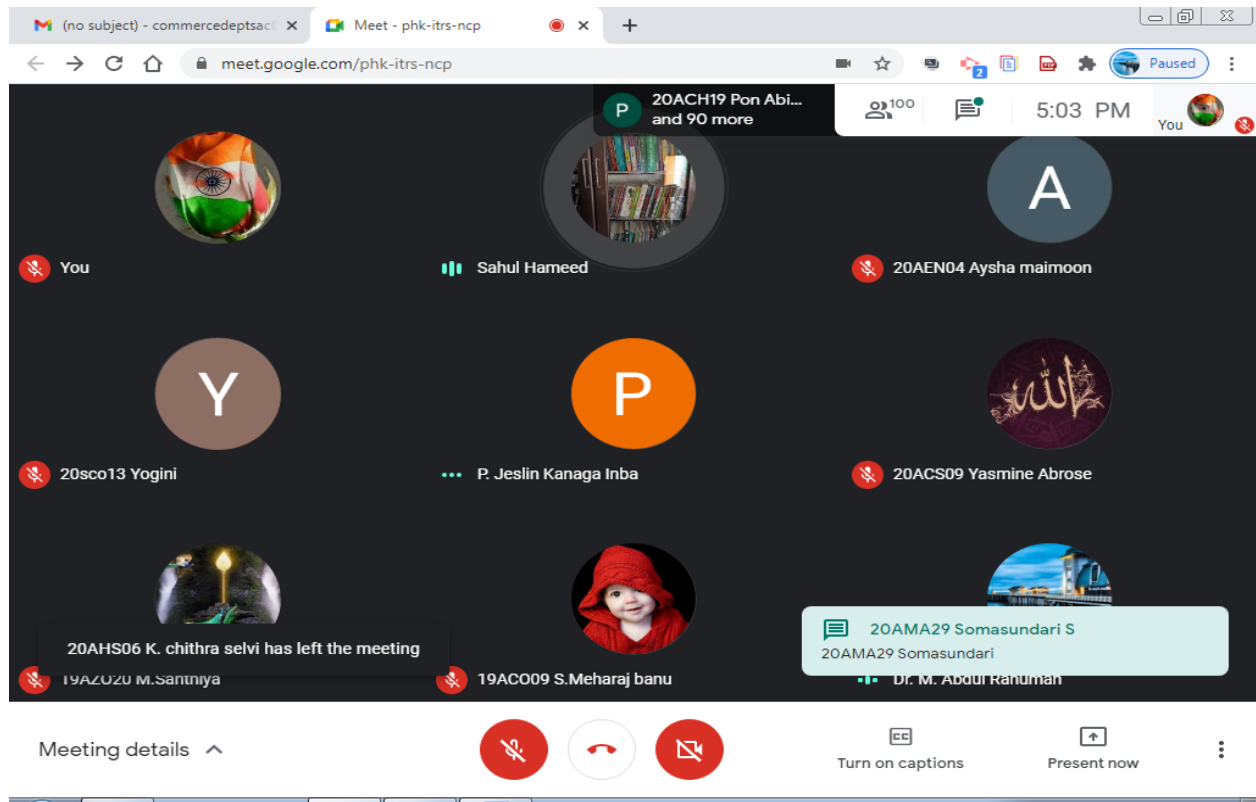 (no subject) - commercedeptsac
Meet - phk-itrs-ncp
meet.google.com/phk-itrs-ncp
2
Paused
P
20ACH19 Pon Abi...
and 90 more
100
5:03 PM
You
A
You
Sahul Hameed
20AEN04 Aysha maimoon
Y
P
الله
20sco13 Yogini
P. Jeslin Kanaga Inba
20ACS09 Yasmine Abrose
20AHS06 K. chithra selvi has left the meeting
20AMA29 Somasundari S
20AMA29 Somasundari
19AZO20 M.Santhiya
19ACO09 S.Meharaj banu
Dr. M. Abdul Rahuman
Meeting details
CC
Turn on captions
Present now